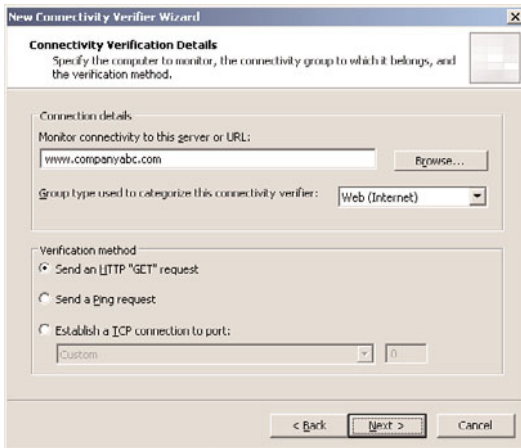 New Connectivity Verifier Wizard
Connectivity Verification Details
Specify the computer to monitor, the connectivity group to which it belongs, and
the verification method.
Connection details
Monitor connectivity to this server or URL:
www.companyabc.com
Browse...
Group type used to categorize this connectivity verifier:
Web (Internet)
Verification method
Send an HTTP "GET" request
Send a Ping request
Establish a TCP connection to port:
Custom
0
< Back
Next >
Cancel